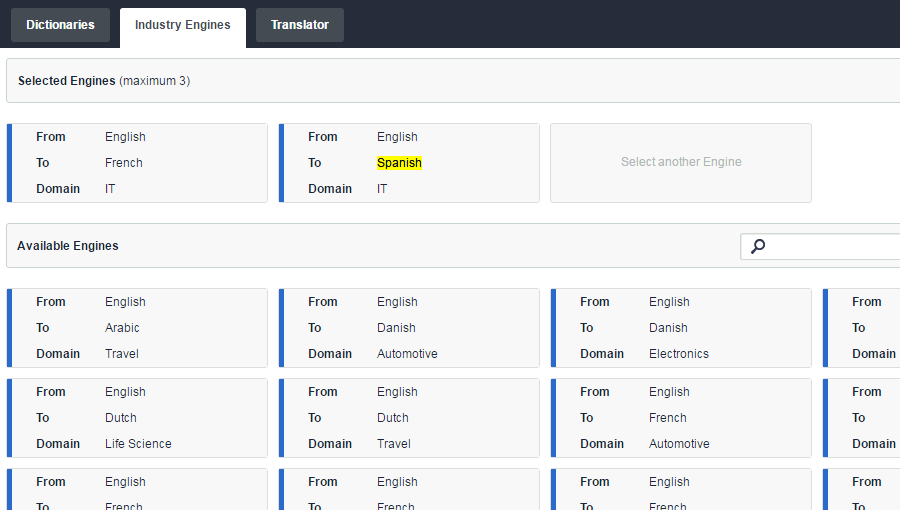 Dictionaries Industry Engines Translator
Selected Engines (maximum 3)
From English From English
To French To Spanish Select another Engine
Domain IT Domain IT
Available Engines
From English From English From English From
To Arabic To Danish To Danish To
Domain Travel Domain Automotive Domain Electronics Domain
From English From English From English From
To Dutch To Dutch To French To
Domain Life Science Domain Travel Domain Automotive Domain
From English From English From English From
To French To French To French To